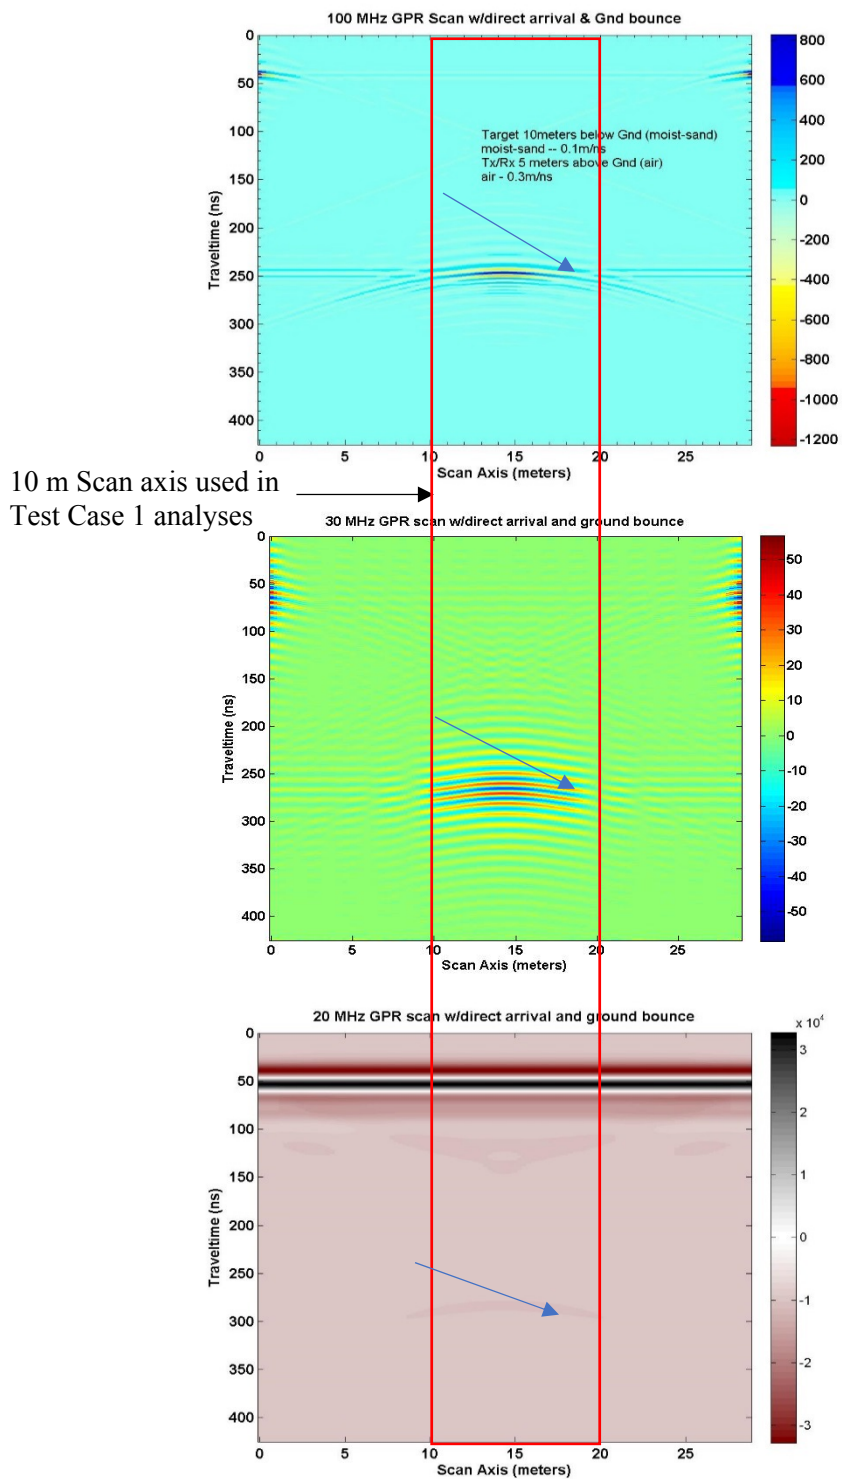 100 MHz GPR Scan w/direct arrival & Gnd bounce
0
50
100
150
200
250
300
350
400
Traveltime (ns)
Target 10meters below Gnd (moist-sand)
moist-sand -- 0.1m/ns
Tx/Rx 5 meters above Gnd (air)
air - 0.3m/ns
0 5 10 15 20 25
Scan Axis (meters)
800
600
400
200
0
-200
-400
-600
-800
-1000
-1200
10 m Scan axis used in
Test Case 1 analyses
30 MHz GPR scan w/direct arrival and ground bounce
0
50
100
150
200
250
300
350
400
Traveltime (ns)
0 5 10 15 20 25
Scan Axis (meters)
50
40
30
20
10
0
-10
-20
-30
-40
-50
20 MHz GPR scan w/direct arrival and ground bounce
0
50
100
150
200
250
300
350
400
Traveltime (ns)
0 5 10 15 20 25
Scan Axis (meters)
x 10⁴
3
2
1
0
-1
-2
-3